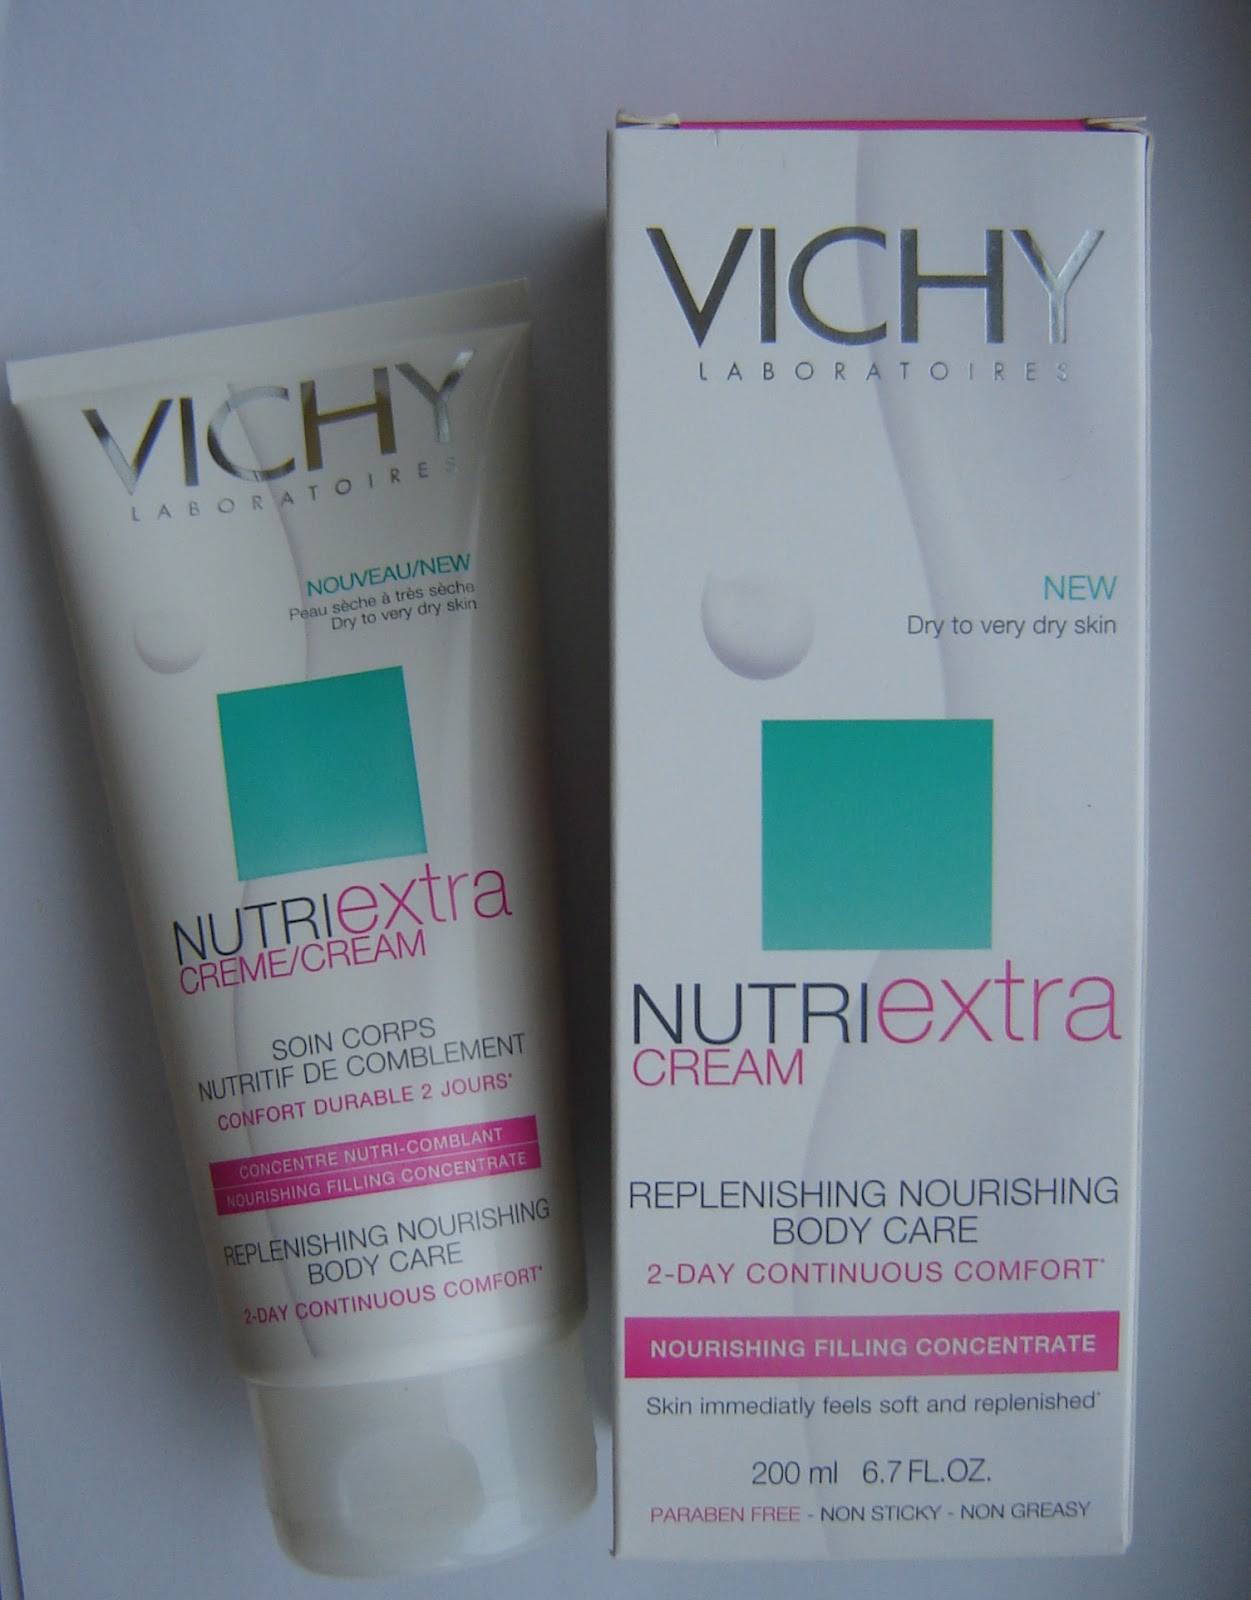 VICHY
LABORATOIRES
NOUVEAU/NEW
Peau sèche à très sèche
Dry to very dry skin
NUTRIextra
CREME/CREAM
SOIN CORPS
NUTRITIF DE COMBLEMENT
CONFORT DURABLE 2 JOURS*
CONCENTRE NUTRI-COMBLANT
NOURISHING FILLING CONCENTRATE
REPLENISHING NOURISHING
BODY CARE
2-DAY CONTINUOUS COMFORT*
VICHY
LABORATOIRES
NEW
Dry to very dry skin
NUTRIextra
CREAM
REPLENISHING NOURISHING
BODY CARE
2-DAY CONTINUOUS COMFORT*
NOURISHING FILLING CONCENTRATE
Skin immediatly feels soft and replenished*
200 ml 6.7 FL.OZ.
PARABEN FREE - NON STICKY - NON GREASY